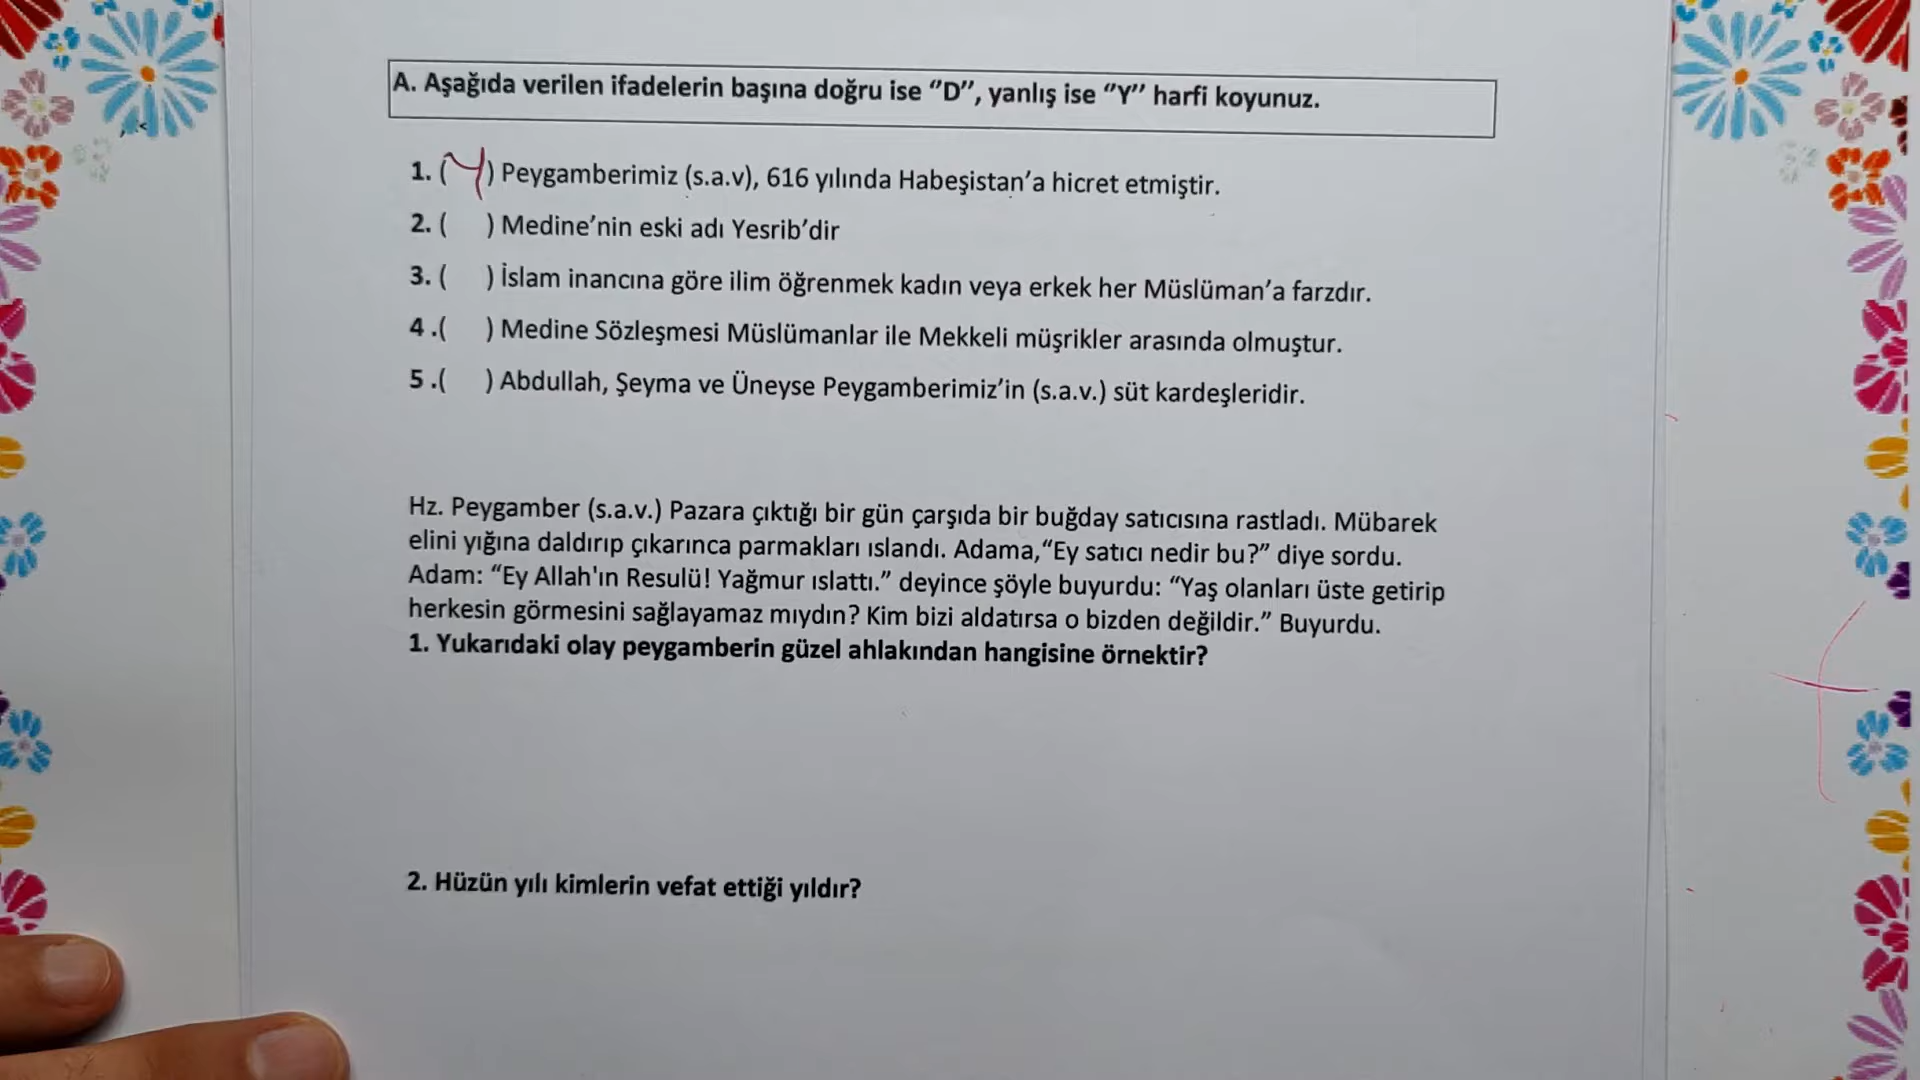 A. Aşağıda verilen ifadelerin başına doğru ise ‘’D’’, yanlış ise ‘’Y’’ harfi koyunuz.
1. (Y) Peygamberimiz (s.a.v), 616 yılında Habeşistan’a hicret etmiştir.
2. ( ) Medine’nin eski adı Yesrib’dir
3. ( ) İslam inancına göre ilim öğrenmek kadın veya erkek her Müslüman’a farzdır.
4 .( ) Medine Sözleşmesi Müslümanlar ile Mekkeli müşrikler arasında olmuştur.
5 .( ) Abdullah, Şeyma ve Üneyse Peygamberimiz’in (s.a.v.) süt kardeşleridir.
Hz. Peygamber (s.a.v.) Pazara çıktığı bir gün çarşıda bir buğday satıcısına rastladı. Mübarek
elini yığına daldırıp çıkarınca parmakları ıslandı. Adama,“Ey satıcı nedir bu?” diye sordu.
Adam: “Ey Allah'ın Resulü! Yağmur ıslattı.” deyince şöyle buyurdu: “Yaş olanları üste getirip
herkesin görmesini sağlayamaz mıydın? Kim bizi aldatırsa o bizden değildir.” Buyurdu.
1. Yukarıdaki olay peygamberin güzel ahlakından hangisine örnektir?
2. Hüzün yılı kimlerin vefat ettiği yıldır?